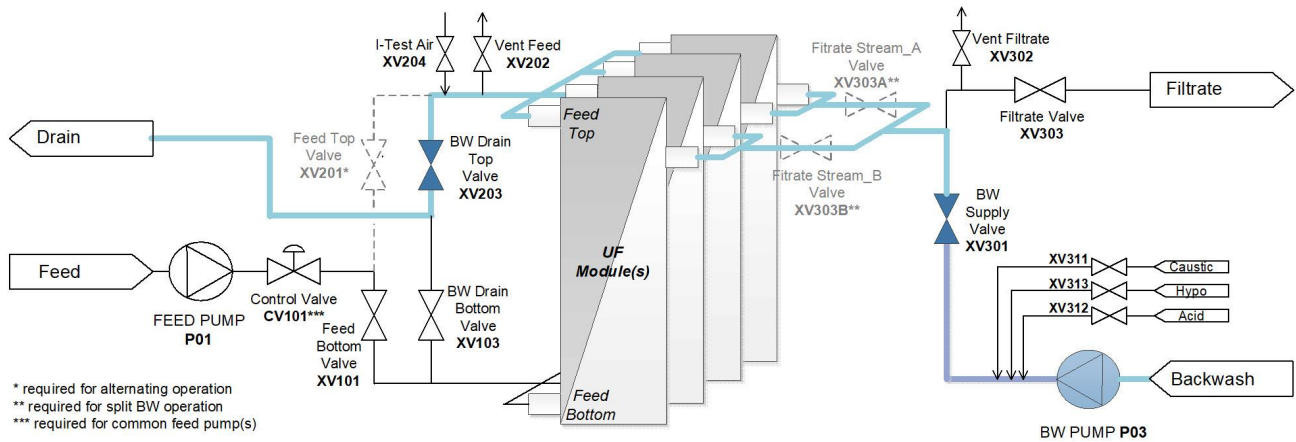 I-Test Air
XV204
Vent Feed
XV202
Fitrate Stream_A
Valve
XV303A**
Vent Filtrate
XV302
Filtrate
Filtrate Valve
XV303
Drain
Feed Top
Valve
XV201*
BW Drain
Top
Valve
XV203
Feed
Top
Fitrate Stream_B
Valve
XV303B**
BW
Supply
Valve
XV301
UF
Module(s)
Feed
Control Valve
CV101***
FEED PUMP
P01
Feed
Bottom
Valve
XV101
BW Drain
Bottom
Valve
XV103
XV311
Caustic
XV313
Hypo
XV312
Acid
Feed
Bottom
Backwash
BW PUMP P03
* required for alternating operation
** required for split BW operation
*** required for common feed pump(s)